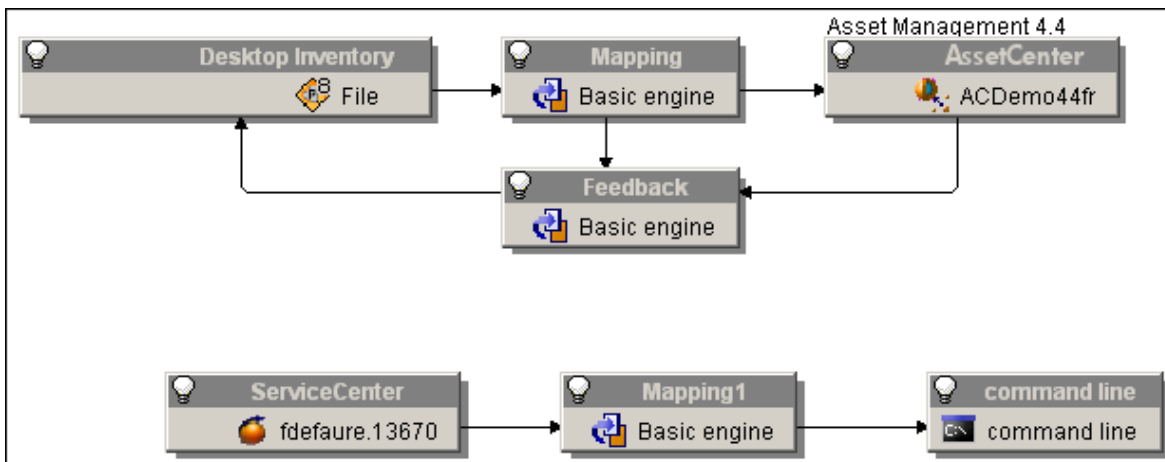 Asset Management 4.4
Desktop Inventory
File
Mapping
Basic engine
AssetCenter
ACDemo44fr
Feedback
Basic engine
ServiceCenter
fdefaure.13670
Mapping1
Basic engine
command line
C:\
command line